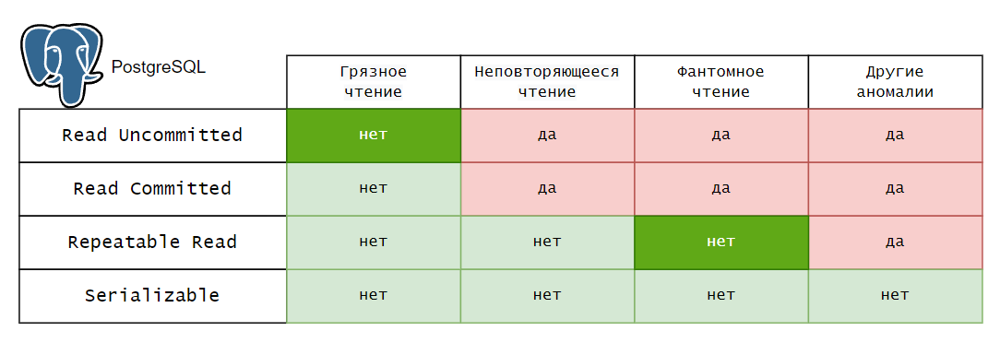 PostgreSQL
Грязное Неповторяющееся Фантомное Другие
чтение чтение чтение аномалии
Read Uncommitted нет да да да
Read Committed нет да да да
Repeatable Read нет нет нет да
Serializable нет нет нет нет